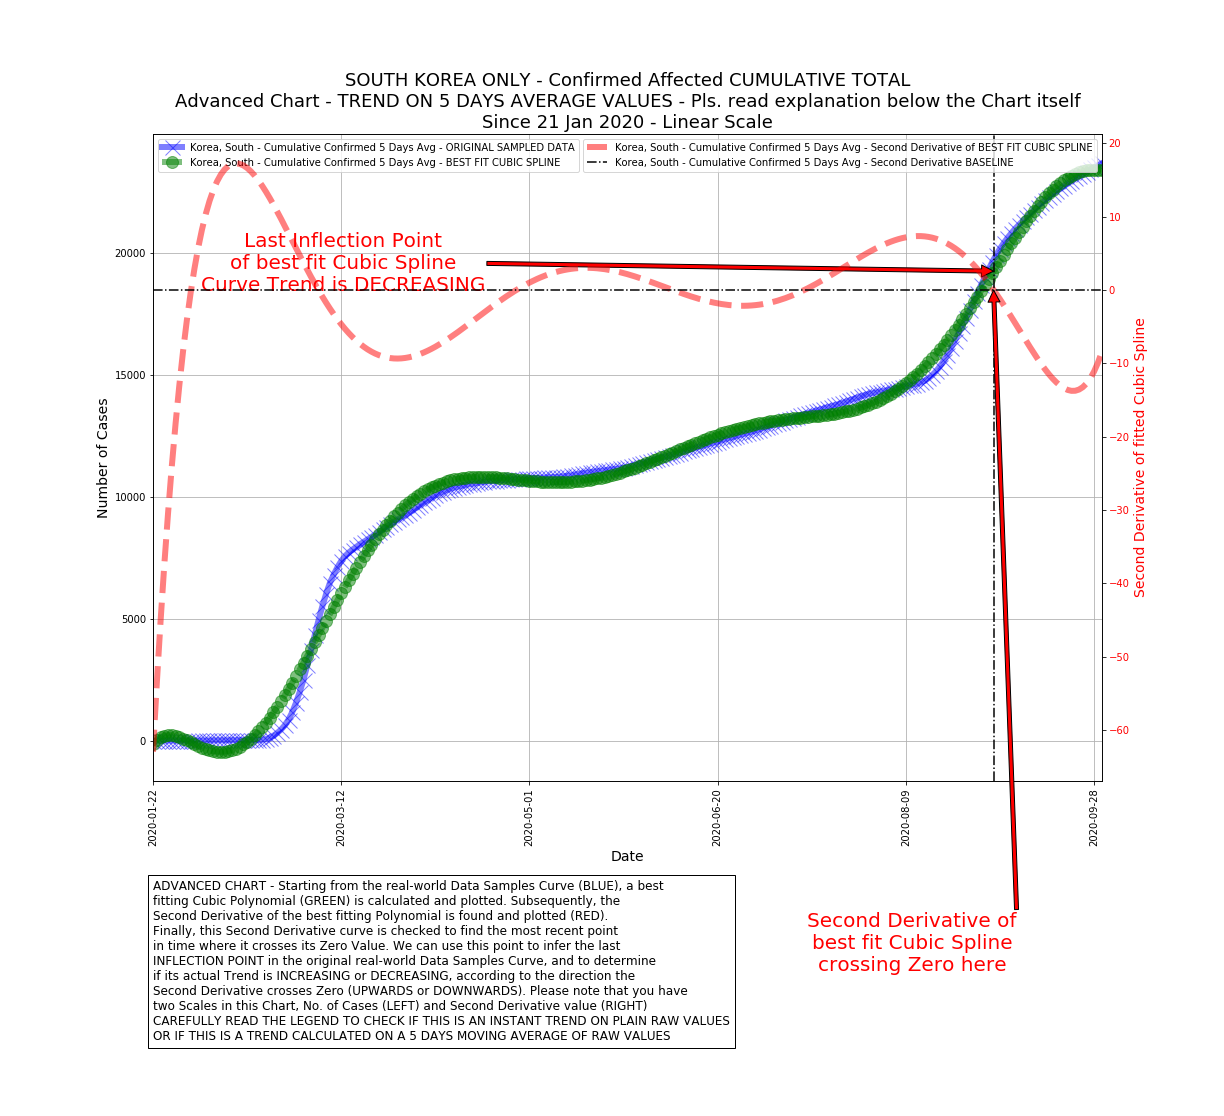 SOUTH KOREA ONLY - Confirmed Affected CUMULATIVE TOTAL
Advanced Chart - TREND ON 5 DAYS AVERAGE VALUES - Pls. read explanation below the Chart itself
Since 21 Jan 2020 - Linear Scale
Korea, South - Cumulative Confirmed 5 Days Avg - ORIGINAL SAMPLED DATA
Korea, South - Cumulative Confirmed 5 Days Avg - BEST FIT CUBIC SPLINE
Korea, South - Cumulative Confirmed 5 Days Avg - Second Derivative of BEST FIT CUBIC SPLINE
Korea, South - Cumulative Confirmed 5 Days Avg - Second Derivative BASELINE
Last Inflection Point
of best fit Cubic Spline
Curve Trend is DECREASING
Number of Cases
20000
15000
10000
5000
0
20
10
0
−10
−20
−30
−40
−50
−60
Second Derivative of fitted Cubic Spline
2020-01-22
2020-03-12
2020-05-01
2020-06-20
2020-08-09
2020-09-28
Date
ADVANCED CHART - Starting from the real-world Data Samples Curve (BLUE), a best
fitting Cubic Polynomial (GREEN) is calculated and plotted. Subsequently, the
Second Derivative of the best fitting Polynomial is found and plotted (RED).
Finally, this Second Derivative curve is checked to find the most recent point
in time where it crosses its Zero Value. We can use this point to infer the last
INFLECTION POINT in the original real-world Data Samples Curve, and to determine
if its actual Trend is INCREASING or DECREASING, according to the direction the
Second Derivative crosses Zero (UPWARDS or DOWNWARDS). Please note that you have
two Scales in this Chart, No. of Cases (LEFT) and Second Derivative value (RIGHT)
CAREFULLY READ THE LEGEND TO CHECK IF THIS IS AN INSTANT TREND ON PLAIN RAW VALUES
OR IF THIS IS A TREND CALCULATED ON A 5 DAYS MOVING AVERAGE OF RAW VALUES
Second Derivative of
best fit Cubic Spline
crossing Zero here